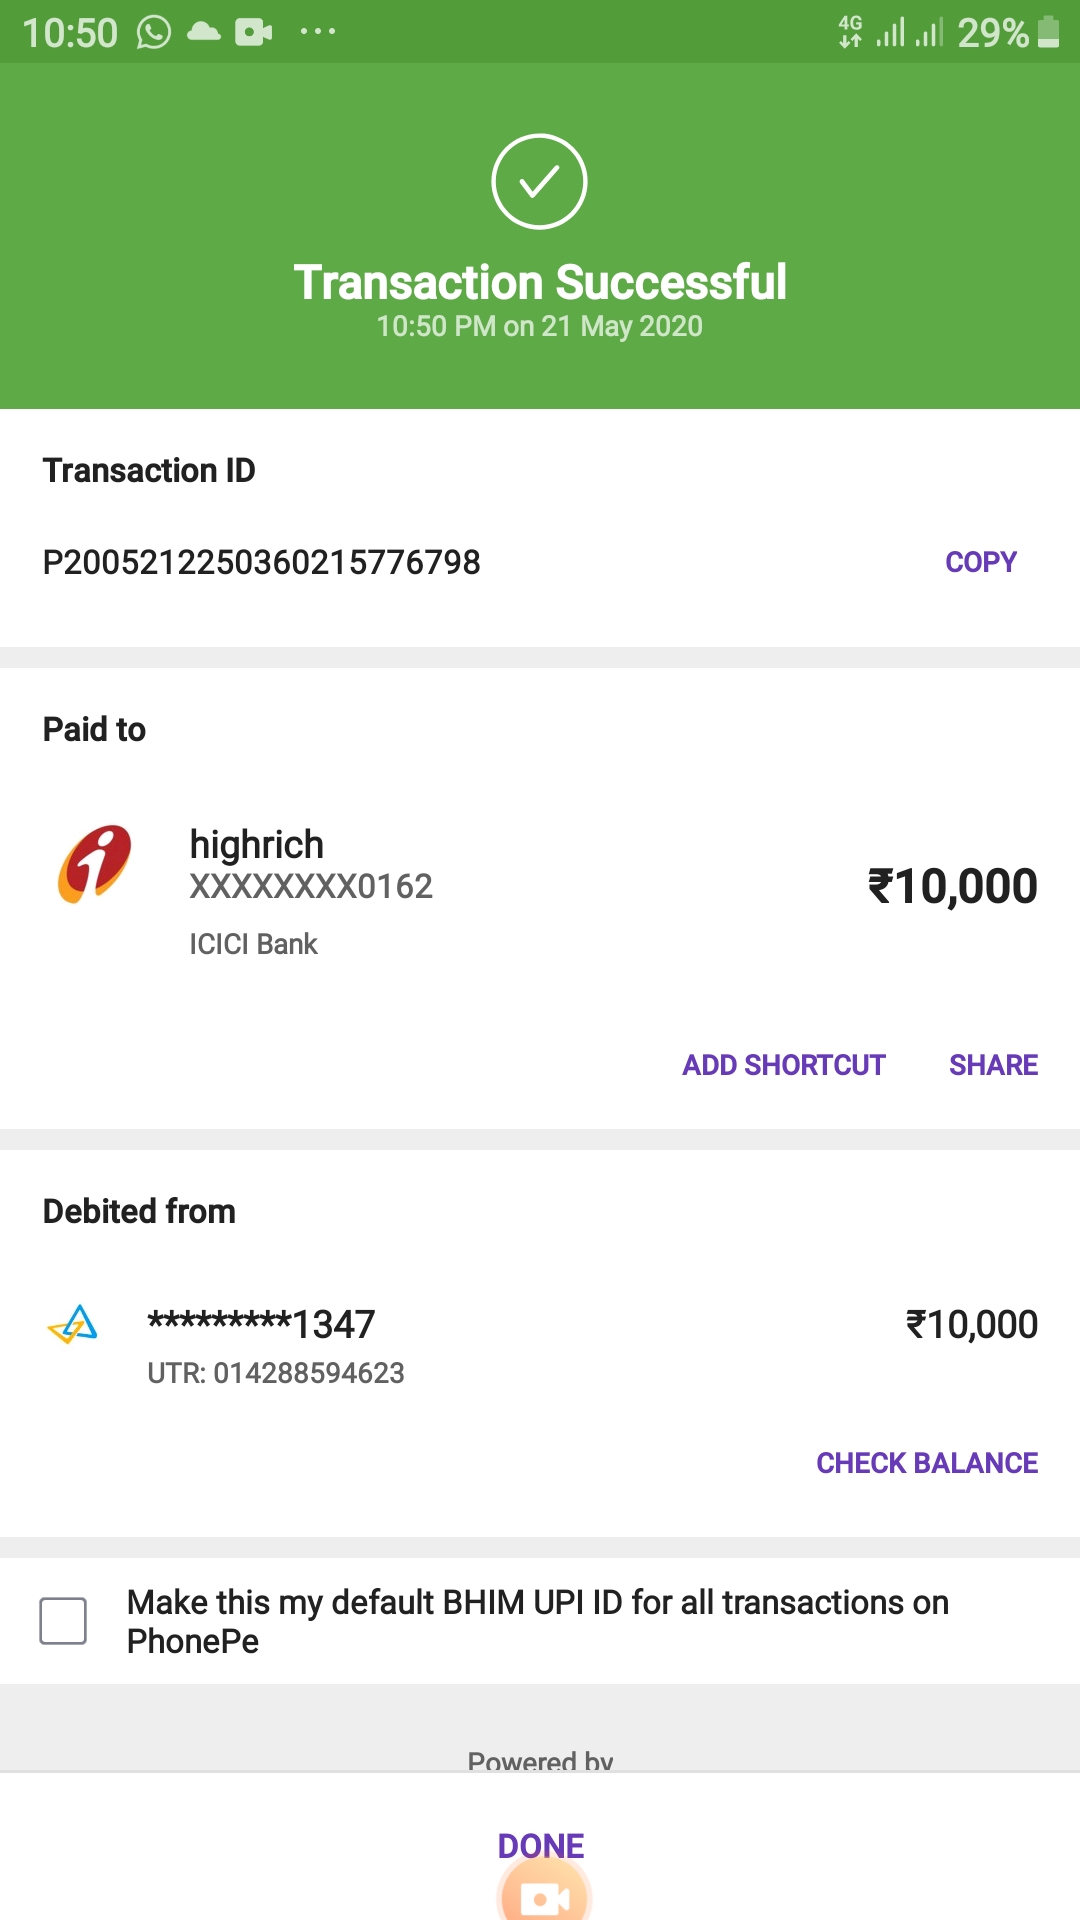 10:50 4G 29%
Transaction Successful
10:50 PM on 21 May 2020
Transaction ID
P2005212250360215776798 COPY
Paid to
highrich
XXXXXXXX0162
₹10,000
ICICI Bank
ADD SHORTCUT SHARE
Debited from
*********1347 ₹10,000
UTR: 014288594623
CHECK BALANCE
Make this my default BHIM UPI ID for all transactions on
PhonePe
Powered by
DONE